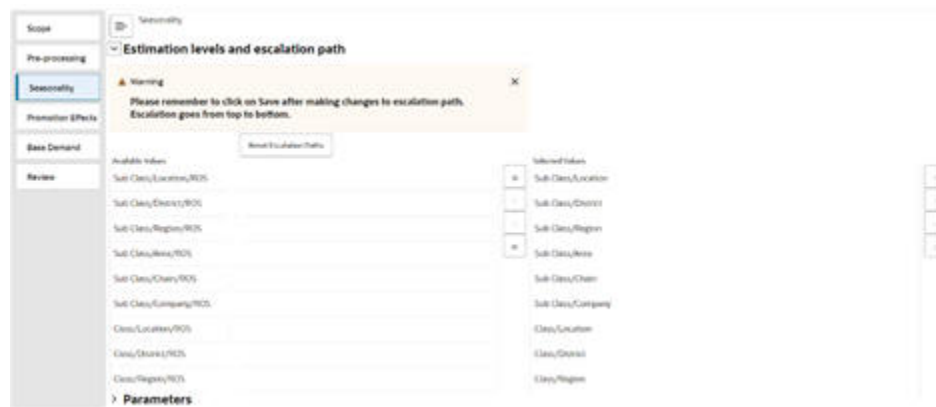 Scope
Pre-processing
Seasonality
Promotion Effects
Base Demand
Review
Seasonality
Estimation levels and escalation path
Warning
Please remember to click on Save after making changes to escalation path.
Escalation goes from top to bottom.
Reset Escalation Paths
Available Values
Sub Class/Location/ROS
Sub Class/District/ROS
Sub Class/Region/ROS
Sub Class/Area/ROS
Sub Class/Chain/ROS
Sub Class/Company/ROS
Class/Location/ROS
Class/District/ROS
Class/Region/ROS
Selected Values
Sub Class/Location
Sub Class/District
Sub Class/Region
Sub Class/Area
Sub Class/Chain
Sub Class/Company
Class/Location
Class/District
Class/Region
Parameters